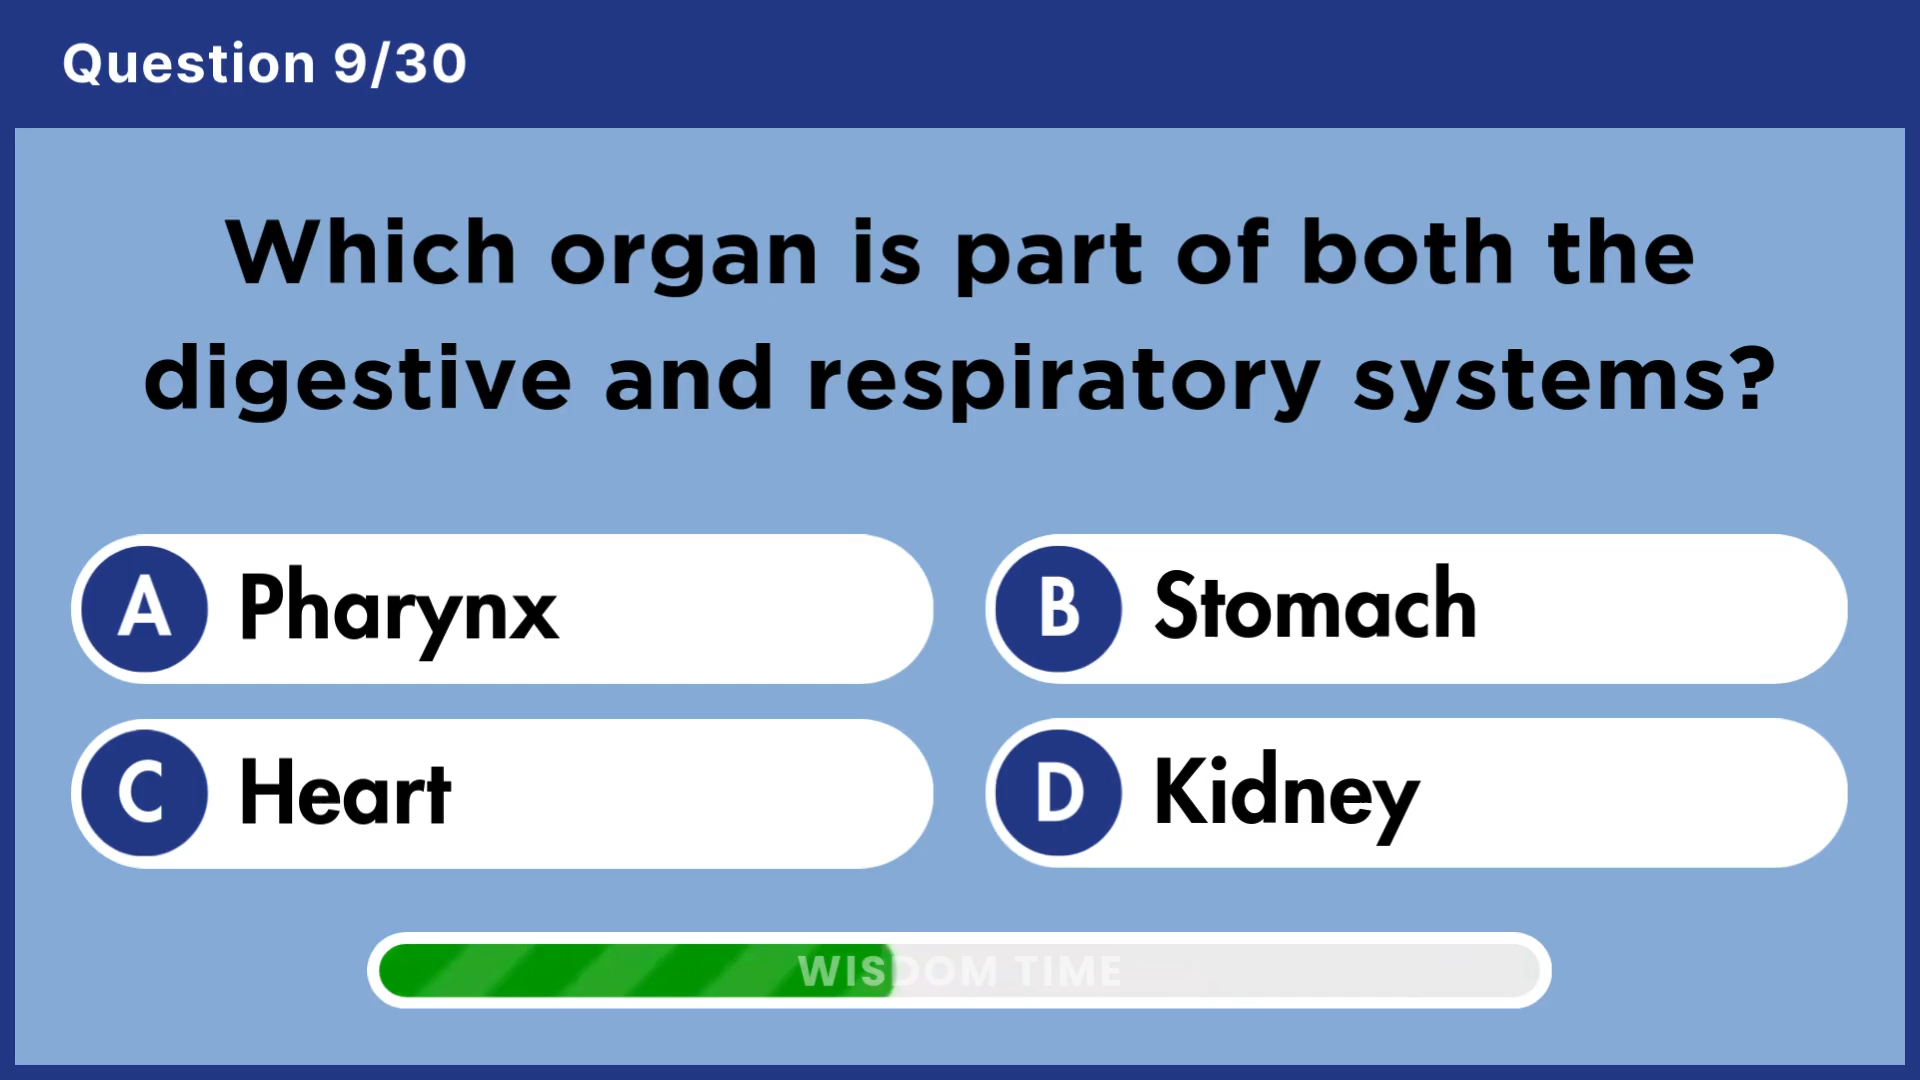 Question 9/30
Which organ is part of both the
digestive and respiratory systems?
A Pharynx
B Stomach
C Heart
D Kidney
WISDOM TIME